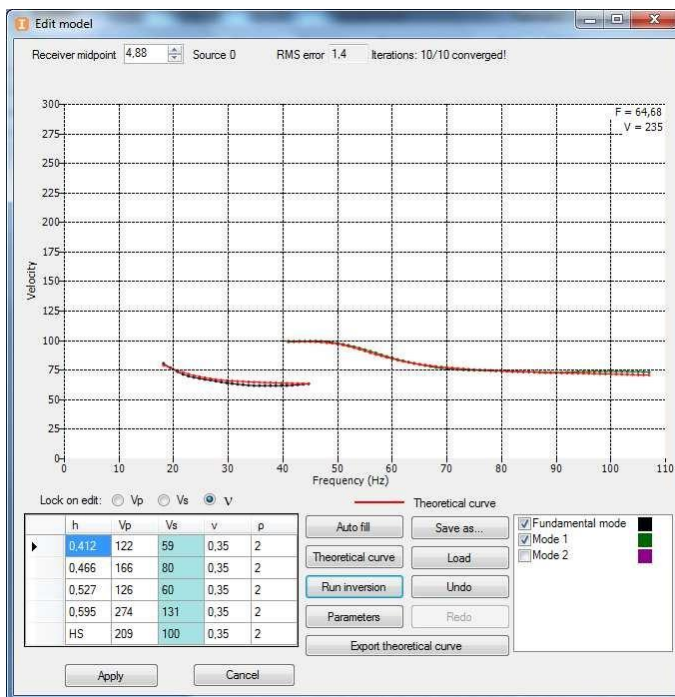 Edit model
Receiver midpoint 4,88 Source 0 RMS error 1.4 Iterations: 10/10 converged!
F = 64,68
V = 235
300
275
250
225
200
175
150
125
100
75
50
25
0
Velocity
0 10 20 30 40 50 60 70 80 90 100 110
Frequency (Hz)
Lock on edit: Vp Vs ν
Theoretical curve
h Vp Vs ν ρ
0,412 122 59 0,35 2
0,466 166 80 0,35 2
0,527 126 60 0,35 2
0,595 274 131 0,35 2
HS 209 100 0,35 2
Auto fill Save as...
Theoretical curve Load
Run inversion Undo
Parameters Redo
Export theoretical curve
Fundamental mode
Mode 1
Mode 2
Apply Cancel